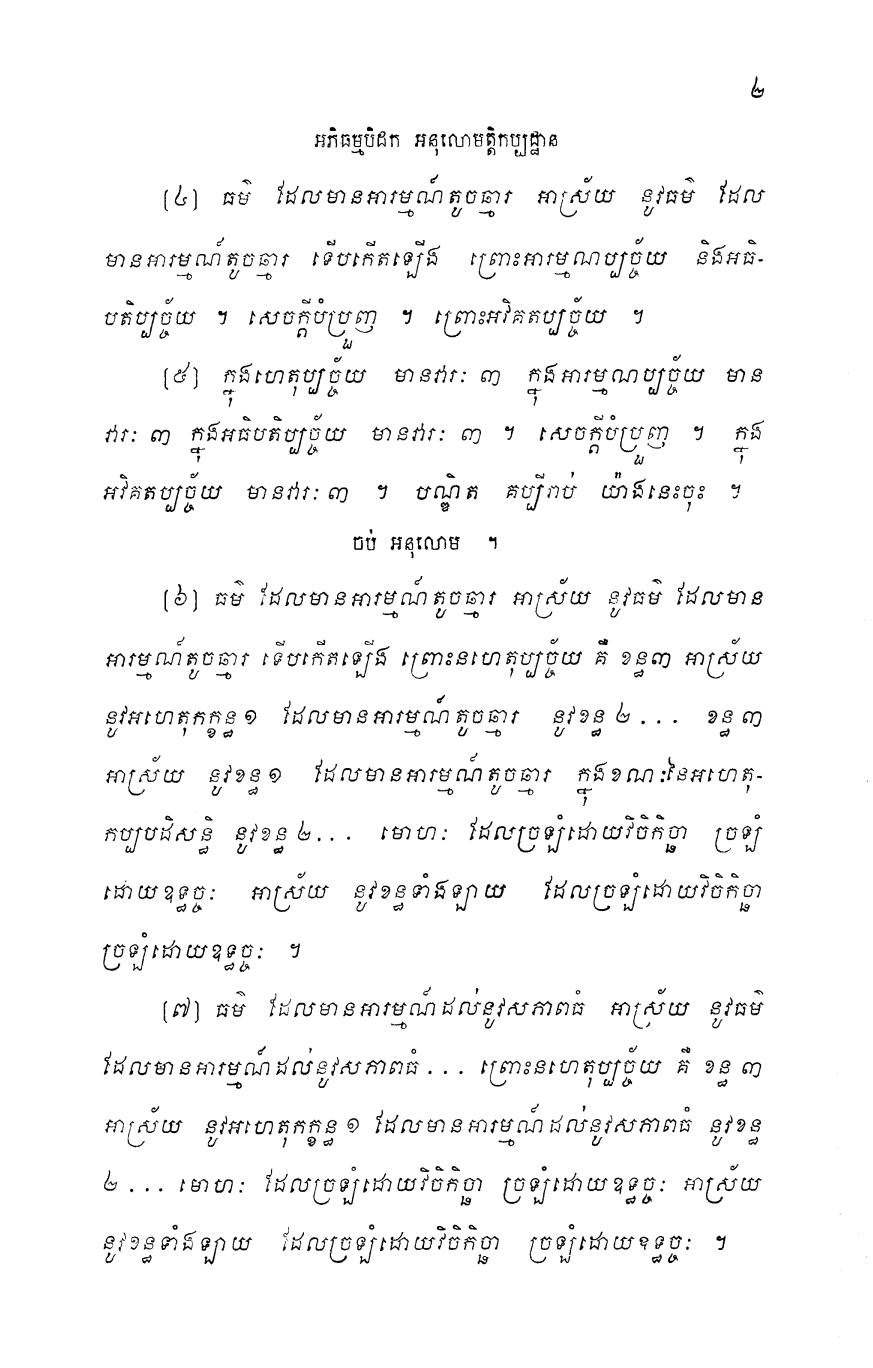 ២
អភិធម្មបិដក អនុលោមត្តិកប្បដ្ឋាន
(៤) ធម៌ ដែលមានអារម្មណ៍តូចឆ្មារ អាស្រ័យ នូវធម៌ ដែល
មានអារម្មណ៍តូចឆ្មារ ទើបកើតឡើង ព្រោះអារម្មណប្បច្ច័យ និងអធិ-
បតិប្បច្ច័យ ។ សេចក្តីបំប្រួញ ។ ព្រោះអវិគតប្បច្ច័យ ។
(៥) ក្នុងហេតុប្បច្ច័យ មានវារៈ ៣ ក្នុងអារម្មណប្បច្ច័យ មាន
វារៈ ៣ ក្នុងអធិបតិប្បច្ច័យ មានវារៈ ៣ ។ សេចក្តីបំប្រួញ ។ ក្នុង
អវិគតប្បច្ច័យ មានវារៈ ៣ ។ បណ្ឌិត គប្បីរាប់ យ៉ាងនេះចុះ ។
ចប់ អនុលោម ។
(៦) ធម៌ ដែលមានអារម្មណ៍តូចឆ្មារ អាស្រ័យ នូវធម៌ ដែលមាន
អារម្មណ៍តូចឆ្មារ ទើបកើតឡើង ព្រោះនហេតុប្បច្ច័យ គឺ ខន្ធ៣ អាស្រ័យ
នូវអហេតុកក្ខន្ធ ១ ដែលមានអារម្មណ៍តូចឆ្មារ នូវខន្ធ ២ . . . ខន្ធ ៣
អាស្រ័យ នូវខន្ធ ១ ដែលមានអារម្មណ៍តូចឆ្មារ ក្នុងខណៈនៃអហេតុ-
កប្បបដិសន្ធិ នូវខន្ធ ២. . . មោហៈ ដែលច្រឡំដោយវិចិកិច្ឆា ច្រឡំ
ដោយឧទ្ធច្ចៈ អាស្រ័យ នូវខន្ធទាំងឡាយ ដែលច្រឡំដោយវិចិកិច្ឆា
ច្រឡំដោយឧទ្ធច្ចៈ ។
(៧) ធម៌ ដែលមានអារម្មណ៍ដល់នូវសភាពធំ អាស្រ័យ នូវធម៌
ដែលមានអារម្មណ៍ដល់នូវសភាពធំ . . . ព្រោះនហេតុប្បច្ច័យ គឺ ខន្ធ ៣
អាស្រ័យ នូវអហេតុកក្ខន្ធ ១ ដែលមានអារម្មណ៍ដល់នូវសភាពធំ នូវខន្ធ
២ . . . មោហៈ ដែលច្រឡំដោយវិចិកិច្ឆា ច្រឡំដោយឧទ្ធច្ចៈ អាស្រ័យ
នូវខន្ធទាំងឡាយ ដែលច្រឡំដោយវិចិកិច្ឆា ច្រឡំដោយឧទ្ធច្ចៈ ។